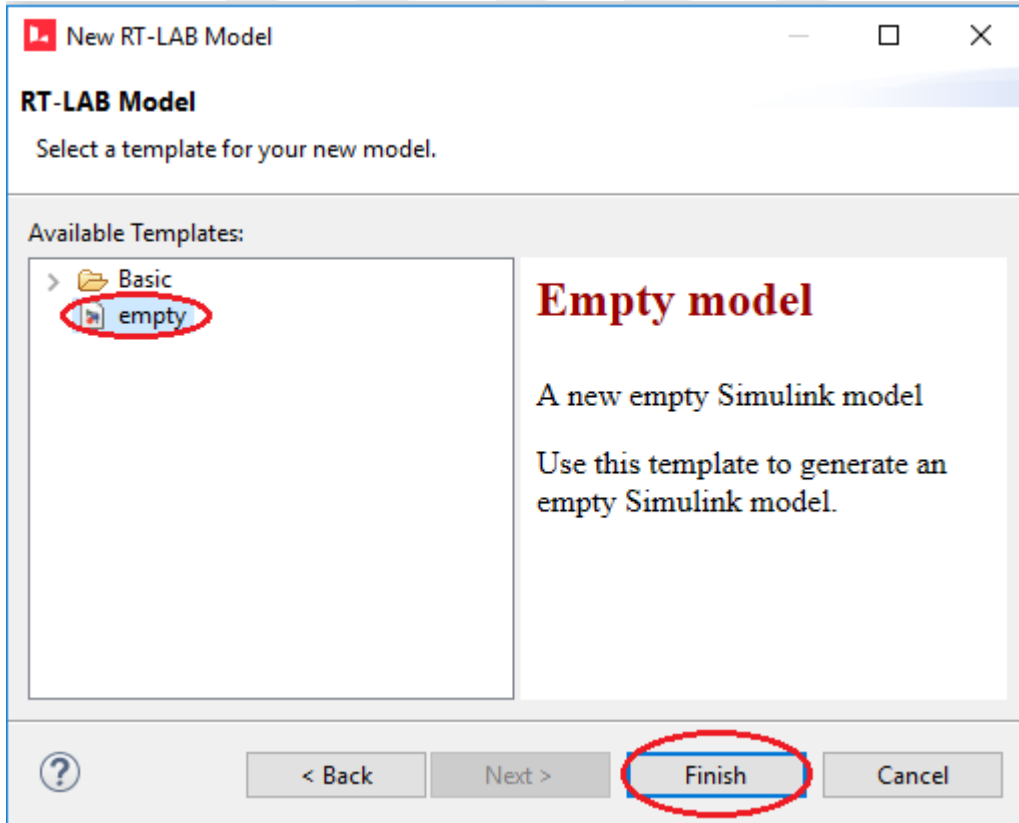 New RT-LAB Model
RT-LAB Model
Select a template for your new model.
Available Templates:
Basic
empty
Empty model
A new empty Simulink model
Use this template to generate an
empty Simulink model.
?
< Back
Next >
Finish
Cancel